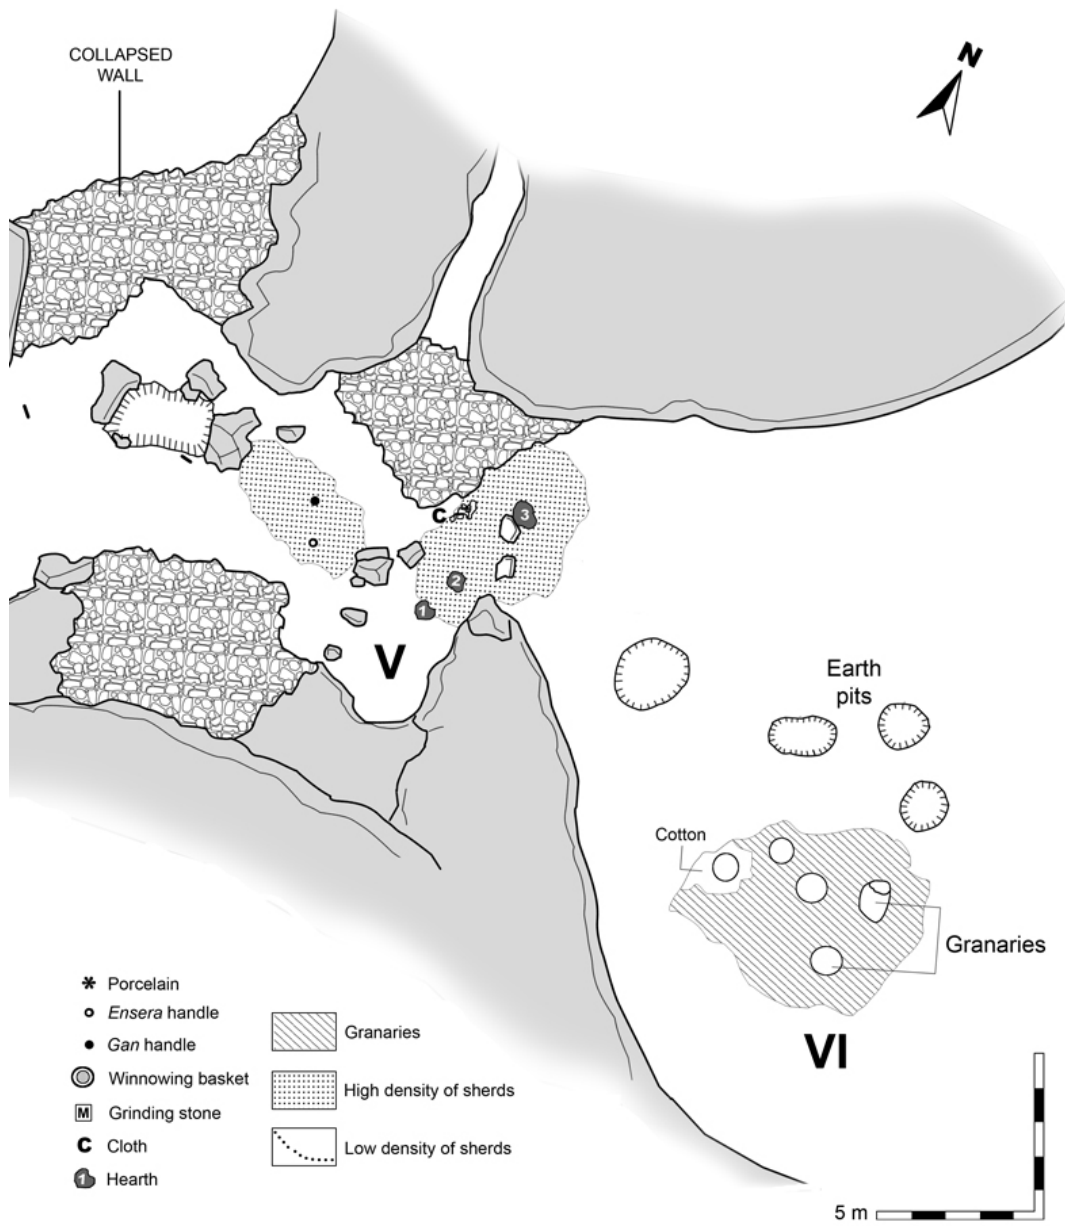 COLLAPSED
WALL
N
C
3
2
1
V
Earth
pits
Cotton
Granaries
VI
Porcelain
Ensera handle
Gan handle
Winnowing basket
M Grinding stone
C Cloth
1 Hearth
Granaries
High density of sherds
Low density of sherds
5 m